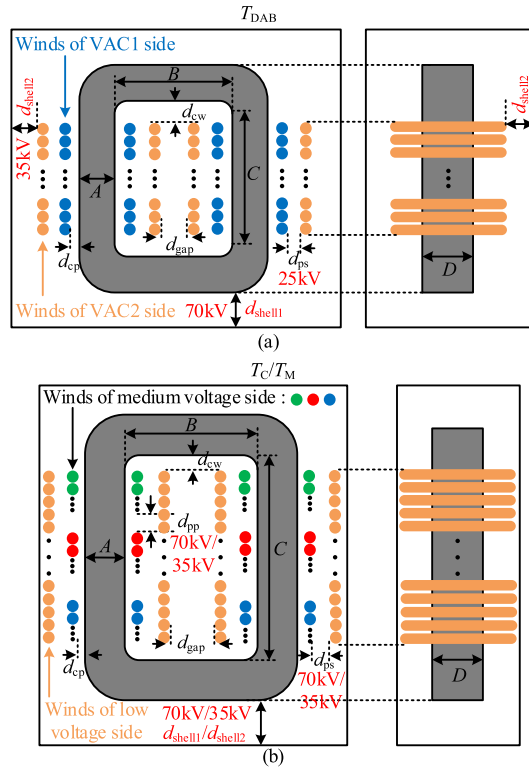 T_DAB
Winds of VAC1 side
B
d_shell2
d_shell2
35kV
d_cw
A
C
d_gap
d_cp
d_ps
D
25kV
Winds of VAC2 side
70kV d_shell1
(a)
T_C/T_M
Winds of medium voltage side :
B
d_cw
d_pp
70kV/
35kV
A
C
d_gap
d_cp
d_ps
D
70kV/
35kV
Winds of low
voltage side
70kV/35kV
d_shell1/d_shell2
(b)